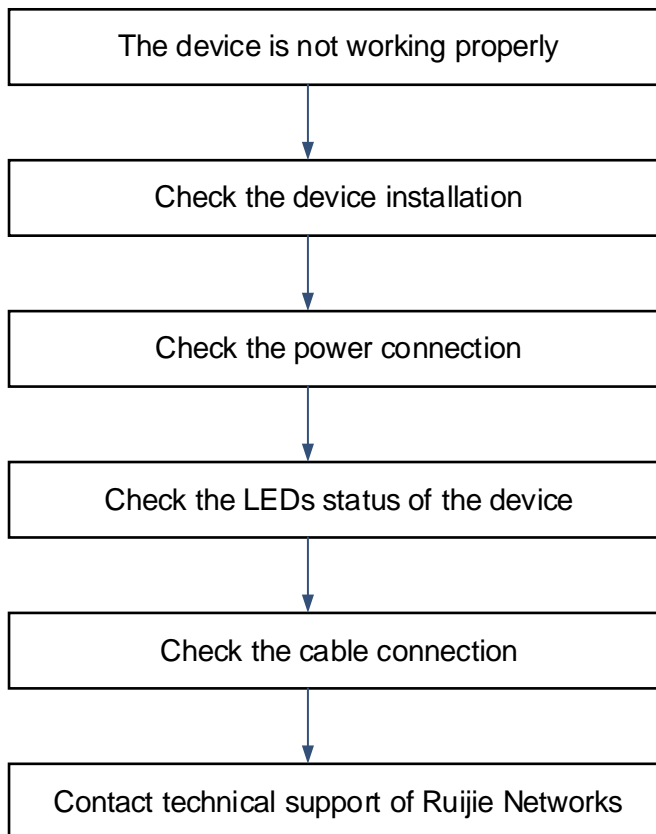 The device is not working properly
Check the device installation
Check the power connection
Check the LEDs status of the device
Check the cable connection
Contact technical support of Ruijie Networks